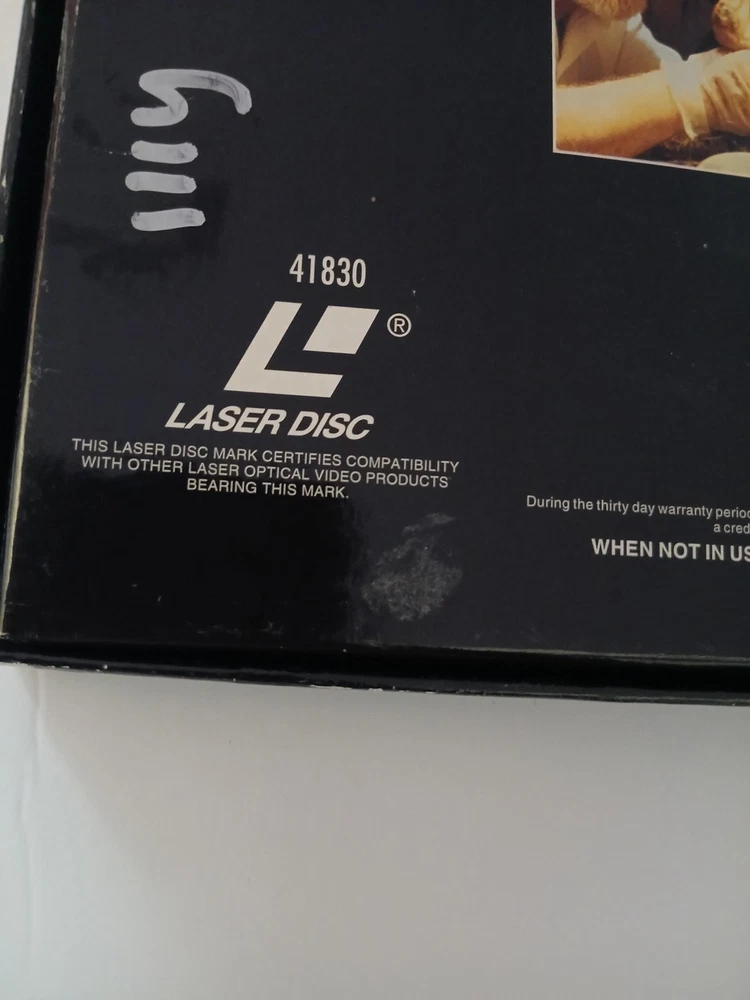 41830
®
LASER DISC
THIS LASER DISC MARK CERTIFIES COMPATIBILITY
WITH OTHER LASER OPTICAL VIDEO PRODUCTS
BEARING THIS MARK.
During the thirty day warranty
a
WHEN NOT IN